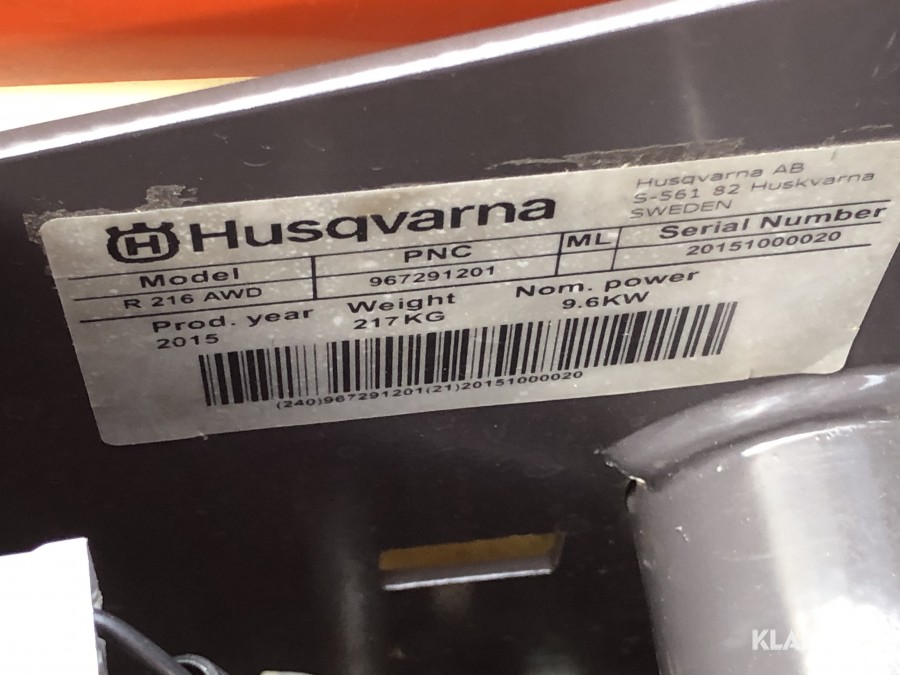 Husqvarna
Husqvarna AB
S-561 82 Huskvarna
SWEDEN
Model PNC ML Serial Number
R 216 AWD 967291201 20151000020
Prod. year Weight Nom. power
2015 217KG 9.6KW
(240)967291201(21)20151000020